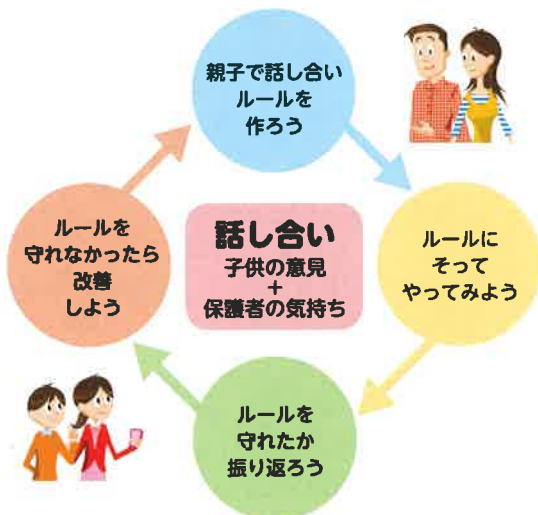 親子で話し合い
ルールを
作ろう
ルールに
そって
やってみよう
ルールを
守れたか
振り返ろう
ルールを
守れなかったら
改善
しよう
話し合い
子供の意見
+
保護者の気持ち